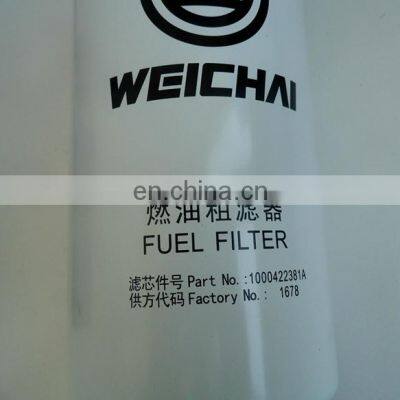 WEICHAI
en.china.cn
燃油粗滤器
FUEL FILTER
滤芯件号 Part No.:1000422381A
供方代码 Factory No.: 1678